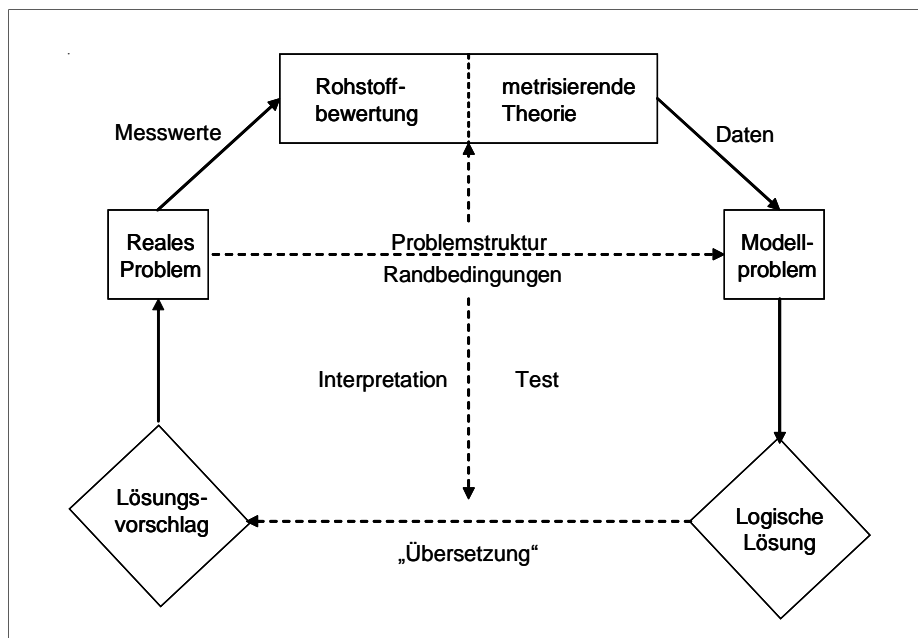 Rohstoff-
bewertung
metrisierende
Theorie
Messwerte
Daten
Reales
Problem
Problemstruktur
Randbedingungen
Modell-
problem
Interpretation
Test
Lösungs-
vorschlag
Logische
Lösung
„Übersetzung“